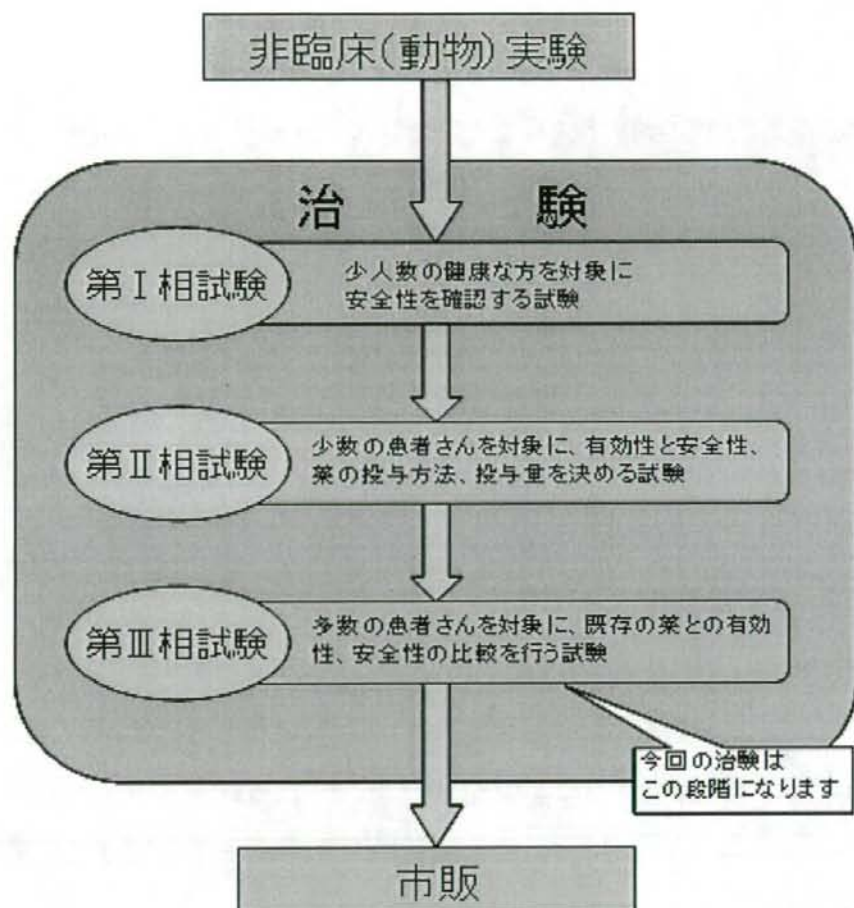 非臨床(動物)実験
治 験
第Ⅰ相試験
少人数の健康な方を対象に
安全性を確認する試験
第Ⅱ相試験
少数の患者さんを対象に、有効性と安全性、
薬の投与方法、投与量を決める試験
第Ⅲ相試験
多数の患者さんを対象に、既存の薬との有効
性、安全性の比較を行う試験
今回の治験は
この段階になります
市販